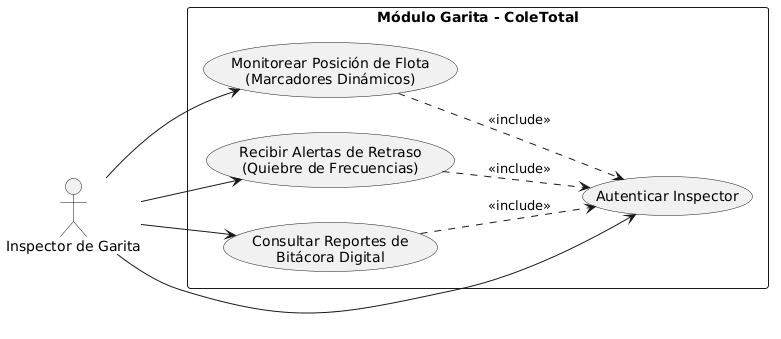 Módulo Garita - ColeTotal
Monitorear Posición de Flota
(Marcadores Dinámicos)
«include»
Recibir Alertas de Retraso
(Quiebre de Frecuencias)
«include»
Autenticar Inspector
«include»
Consultar Reportes de
Bitácora Digital
Inspector de Garita